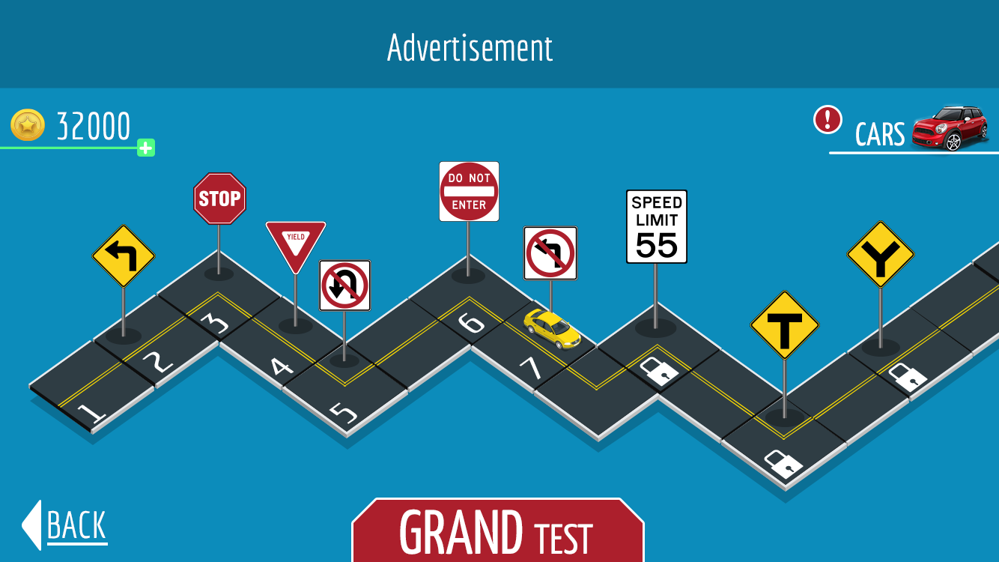 Advertisement
32000
CARS
STOP
YIELD
DO NOT
ENTER
SPEED
LIMIT
55
T
Y
1
2
3
4
5
6
7
BACK
GRAND TEST